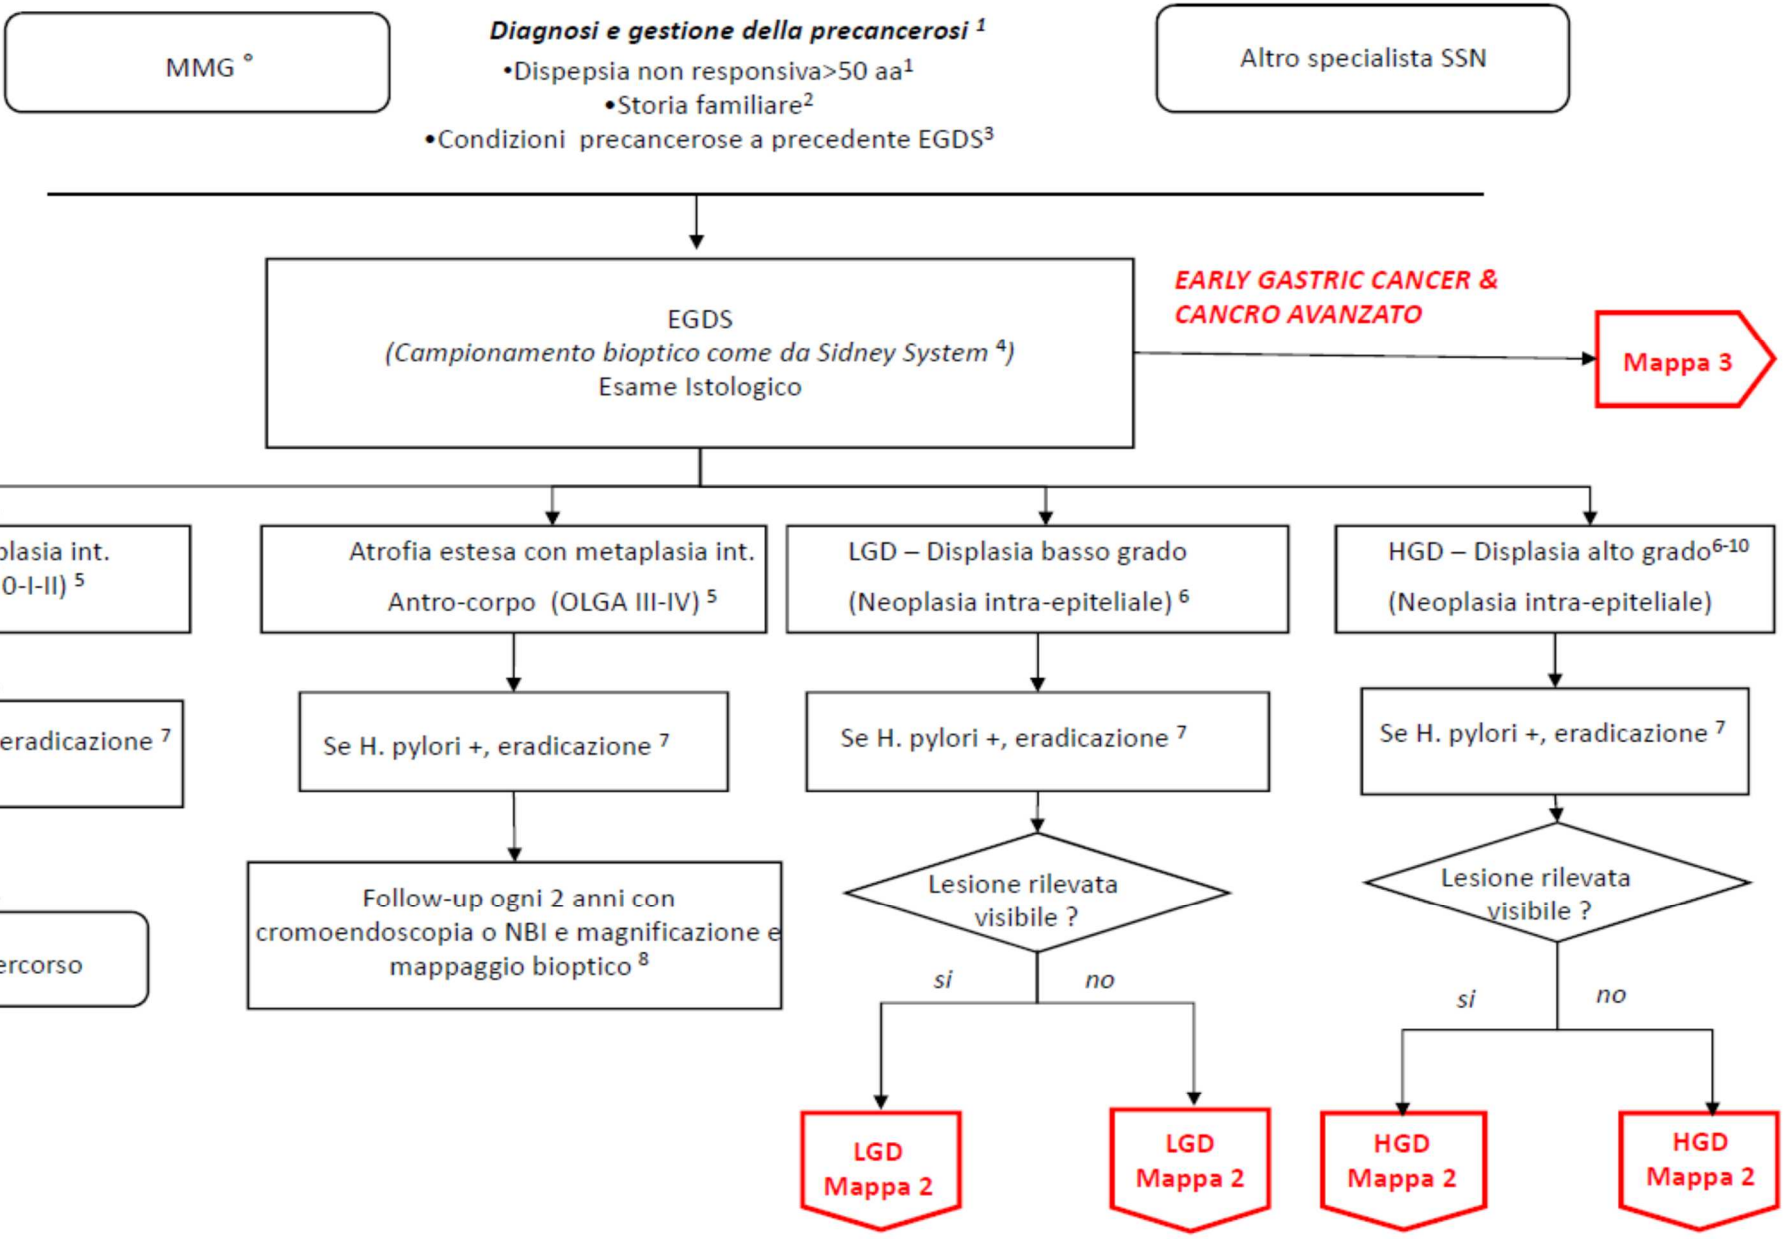 MMG °
Diagnosi e gestione della precancerosi ¹
•Dispepsia non responsiva>50 aa¹
•Storia familiare²
•Condizioni precancerose a precedente EGDS³
Altro specialista SSN
EGDS
(Campionamento bioptico come da Sidney System ⁴)
Esame Istologico
EARLY GASTRIC CANCER &
CANCRO AVANZATO
Mappa 3
plasia int.
0-I-II) ⁵
Atrofia estesa con metaplasia int.
Antro-corpo (OLGA III-IV) ⁵
LGD – Displasia basso grado
(Neoplasia intra-epiteliale) ⁶
HGD – Displasia alto grado⁶⁻¹⁰
(Neoplasia intra-epiteliale)
eradicazione ⁷
Se H. pylori +, eradicazione ⁷
Se H. pylori +, eradicazione ⁷
Se H. pylori +, eradicazione ⁷
ercorso
Follow-up ogni 2 anni con
cromoendoscopia o NBI e magnificazione e
mappaggio bioptico ⁸
Lesione rilevata
visibile ?
Lesione rilevata
visibile ?
si
no
si
no
LGD
Mappa 2
LGD
Mappa 2
HGD
Mappa 2
HGD
Mappa 2